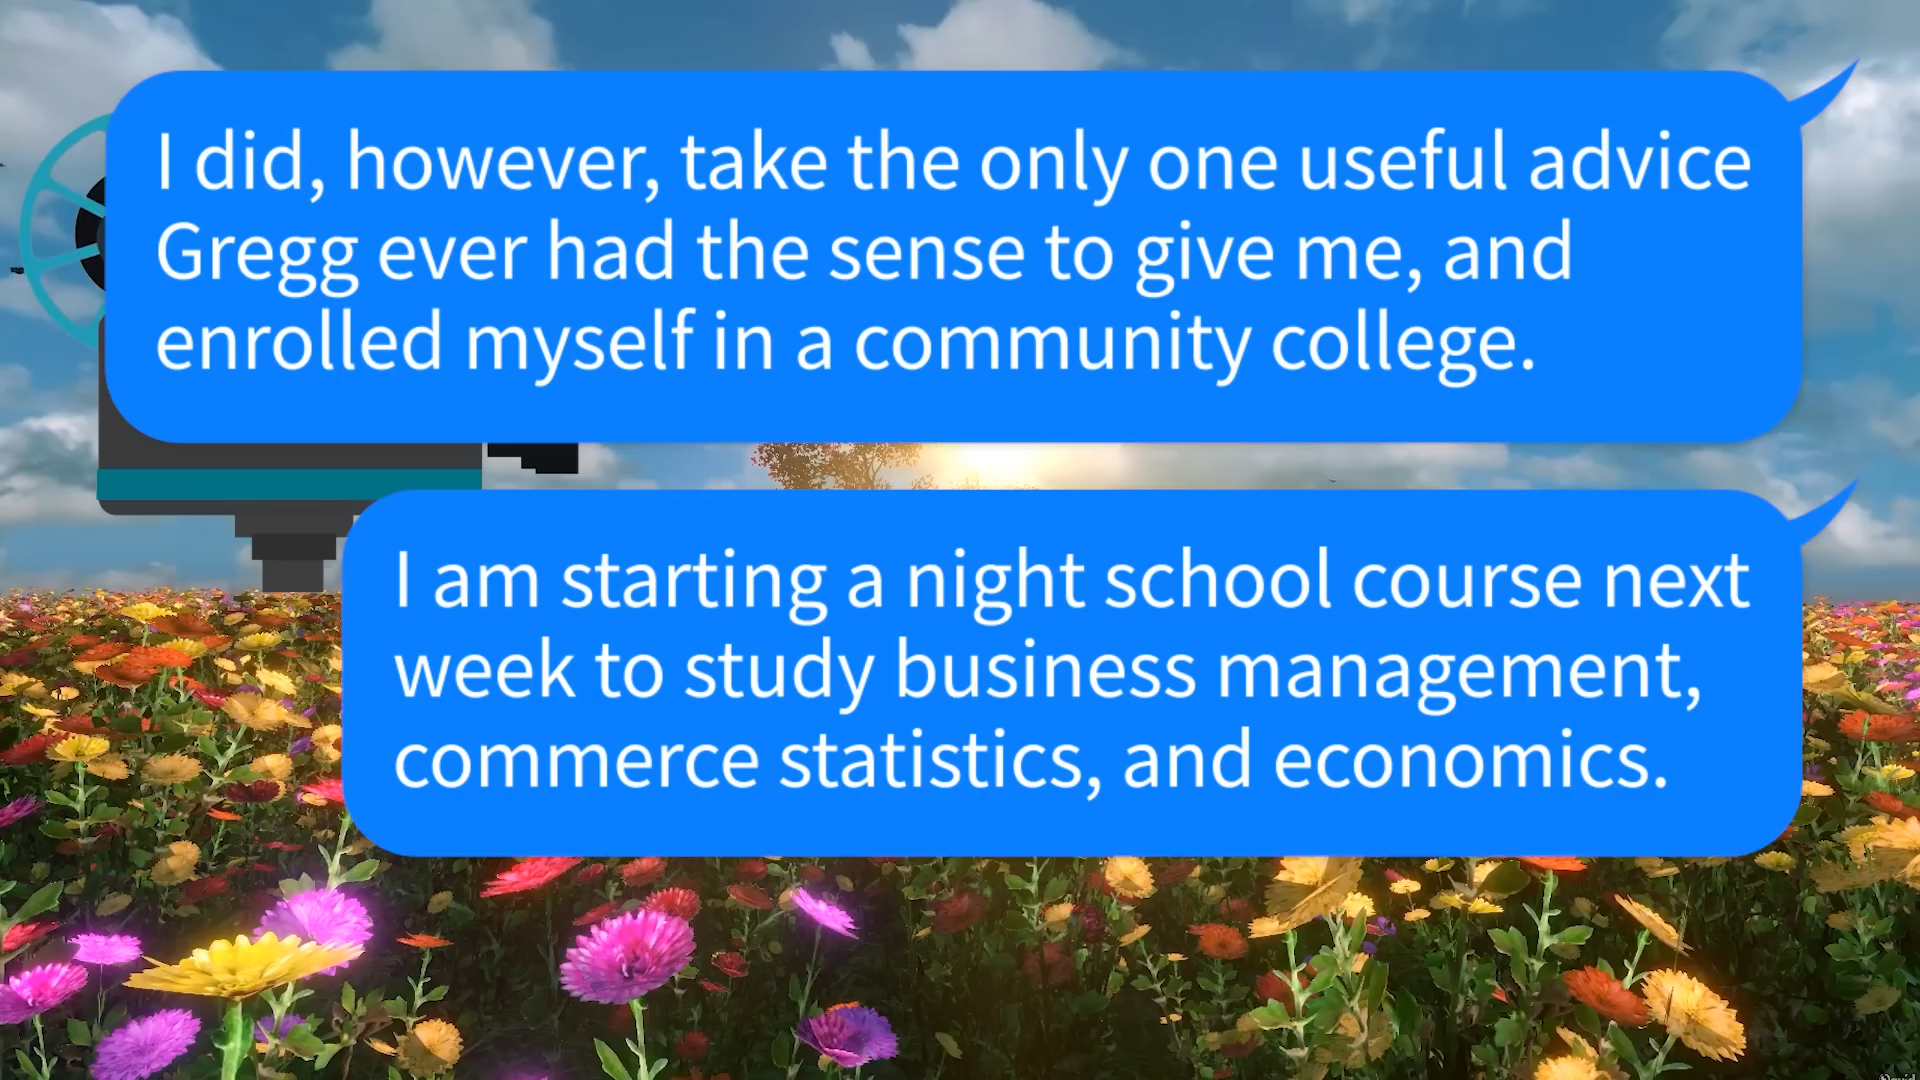 I did, however, take the only one useful advice
Gregg ever had the sense to give me, and
enrolled myself in a community college.
I am starting a night school course next
week to study business management,
commerce statistics, and economics.